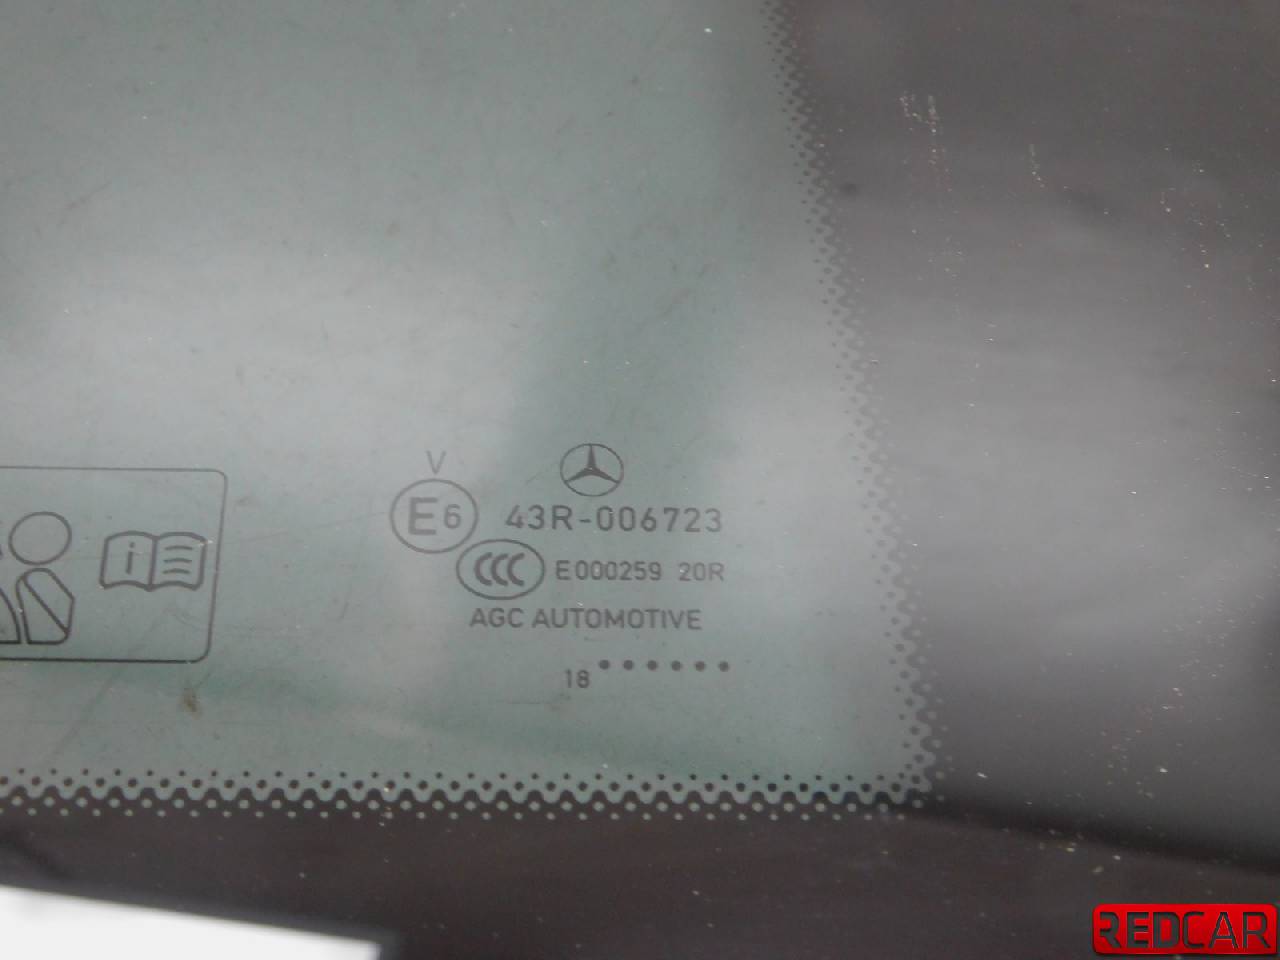 V
E6 43R-006723
CCC E000259 20R
AGC AUTOMOTIVE
18 ••••••
i
REDCAR